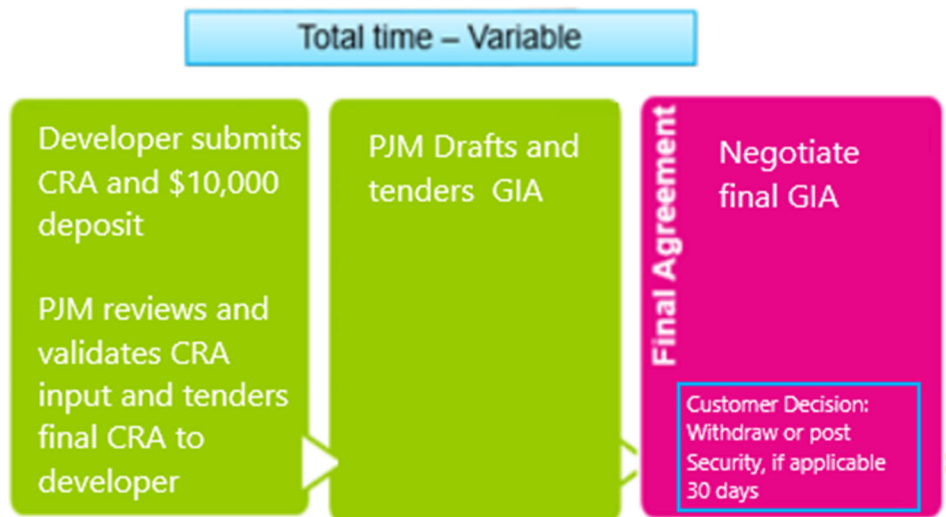 Total time – Variable
Developer submits
CRA and $10,000
deposit
PJM reviews and
validates CRA
input and tenders
final CRA to
developer
PJM Drafts and
tenders GIA
Final Agreement
Negotiate
final GIA
Customer Decision:
Withdraw or post
Security, if applicable
30 days